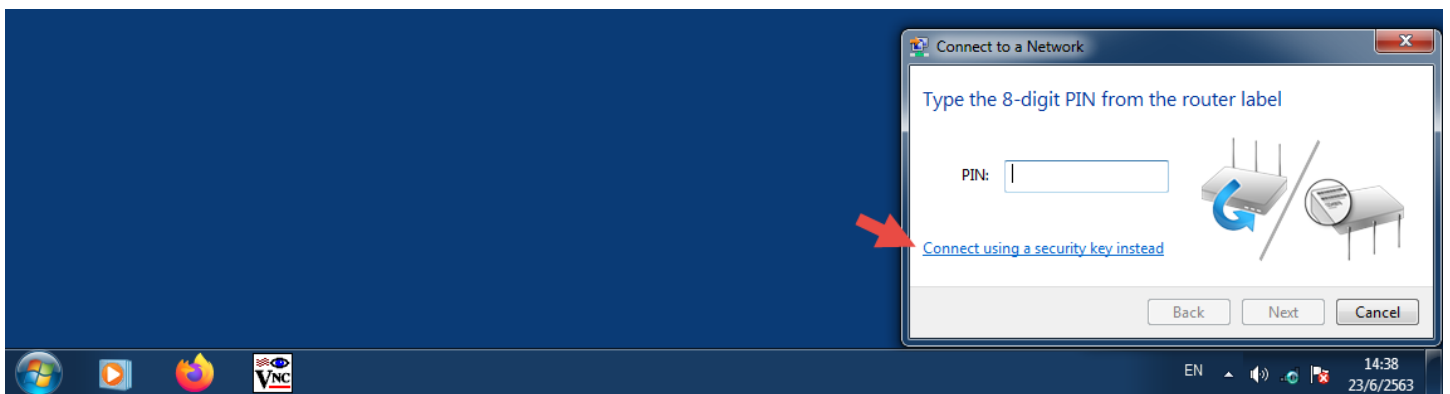 Connect to a Network
Type the 8-digit PIN from the router label
PIN:
Connect using a security key instead
Back Next Cancel
VNC
EN
14:38
23/6/2563